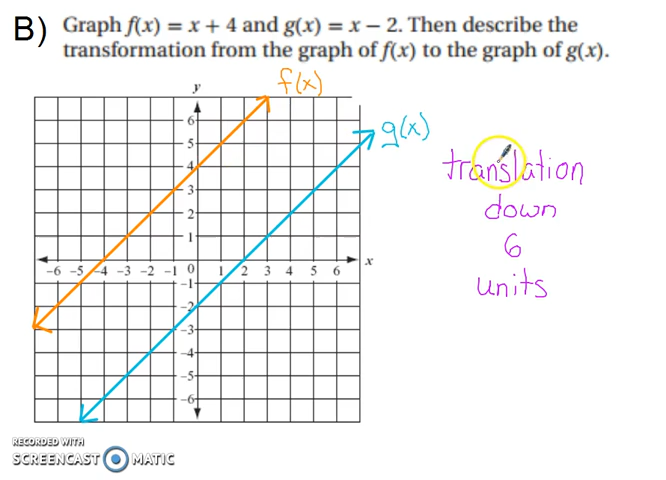 B) Graph f(x) = x + 4 and g(x) = x − 2. Then describe the
transformation from the graph of f(x) to the graph of g(x).
f(x)
y
g(x)
6
5
4
3
2
1
x
-6 -5 -4 -3 -2 -1 0 1 2 3 4 5 6
-1
-2
-3
-4
-5
-6
translation
down
6
units
RECORDED WITH
SCREENCAST MATIC